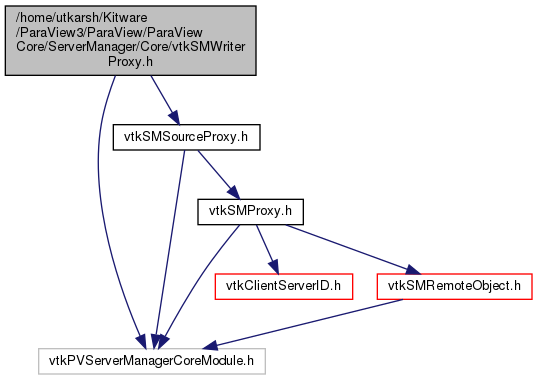 /home/utkarsh/Kitware
/ParaView3/ParaView/ParaView
Core/ServerManager/Core/vtkSMWriter
Proxy.h
vtkSMSourceProxy.h
vtkSMProxy.h
vtkClientServerID.h
vtkSMRemoteObject.h
vtkPVServerManagerCoreModule.h